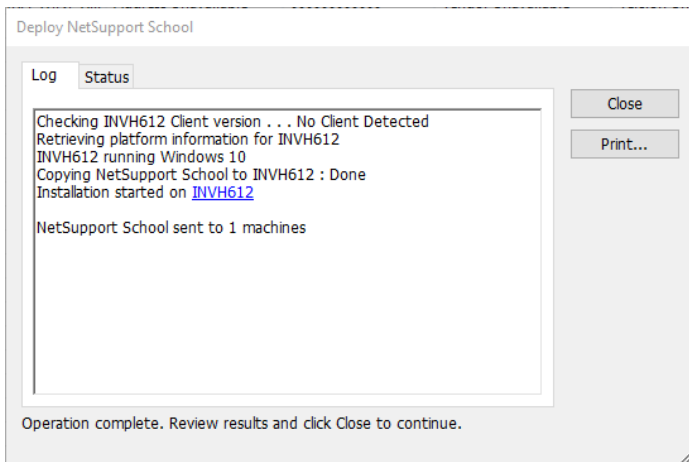 Deploy NetSupport School
Log
Status
Close
Print...
Checking INVH612 Client version . . . No Client Detected
Retrieving platform information for INVH612
INVH612 running Windows 10
Copying NetSupport School to INVH612 : Done
Installation started on INVH612
NetSupport School sent to 1 machines
Operation complete. Review results and click Close to continue.